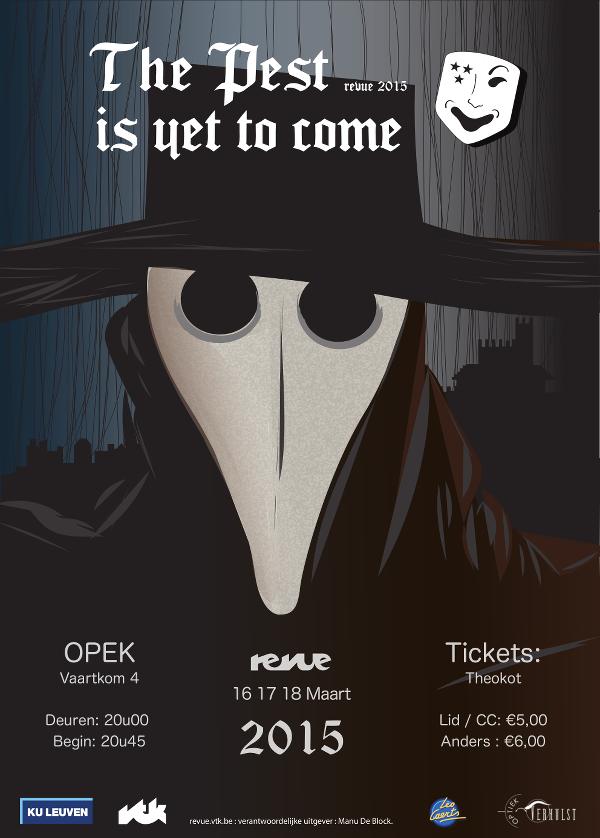 The Pest revue 2015
is yet to come
OPEK
Vaartkom 4
Deuren: 20u00
Begin: 20u45
revue
16 17 18 Maart
2015
Tickets:
Theokot
Lid / CC: €5,00
Anders : €6,00
KU LEUVEN
vtk
revue.vtk.be : verantwoordelijke uitgever : Manu De Block.
Leo Caerts
OPTIEK VERHULST